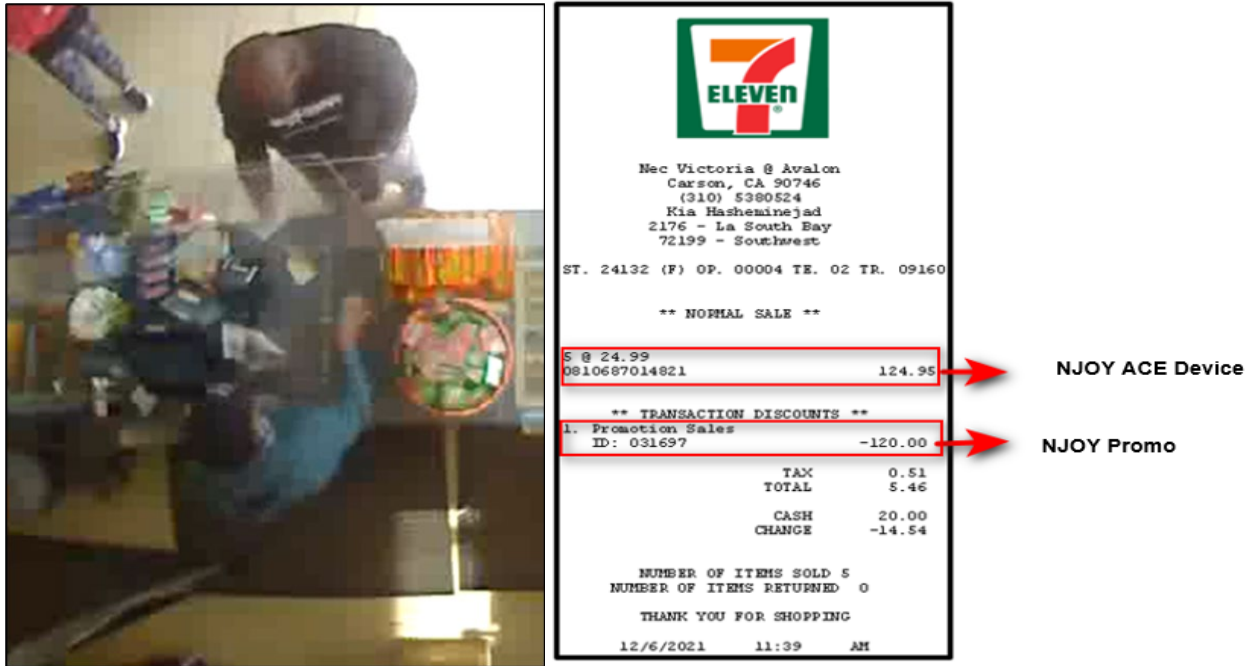 7
ELEVEn
®
Nec Victoria @ Avalon
Carson, CA 90746
(310) 5380524
Kia Hasheminejad
2176 - La South Bay
72199 - Southwest
ST. 24132 (F) OP. 00004 TE. 02 TR. 09160
** NORMAL SALE **
5 @ 24.99
0810687014821 124.95
NJOY ACE Device
** TRANSACTION DISCOUNTS **
1. Promotion Sales
ID: 031697 -120.00
NJOY Promo
TAX 0.51
TOTAL 5.46
CASH 20.00
CHANGE -14.54
NUMBER OF ITEMS SOLD 5
NUMBER OF ITEMS RETURNED 0
THANK YOU FOR SHOPPING
12/6/2021 11:39 AM